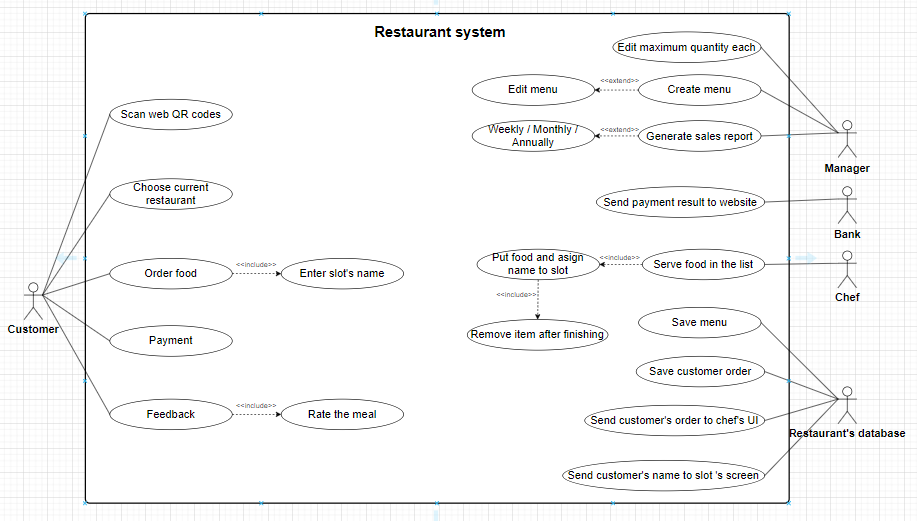 Restaurant system
Edit maximum quantity each
<<extend>>
Edit menu
Create menu
Scan web QR codes
<<extend>>
Weekly / Monthly /
Annually
Generate sales report
Manager
Choose current
restaurant
Send payment result to website
Bank
Put food and asign
name to slot
<<include>>
Serve food in the list
<<include>>
Order food
Enter slot's name
<<include>>
Chef
Customer
Save menu
Remove item after finishing
Payment
Save customer order
<<include>>
Feedback
Rate the meal
Send customer's order to chef's UI
Restaurant's database
Send customer's name to slot 's screen